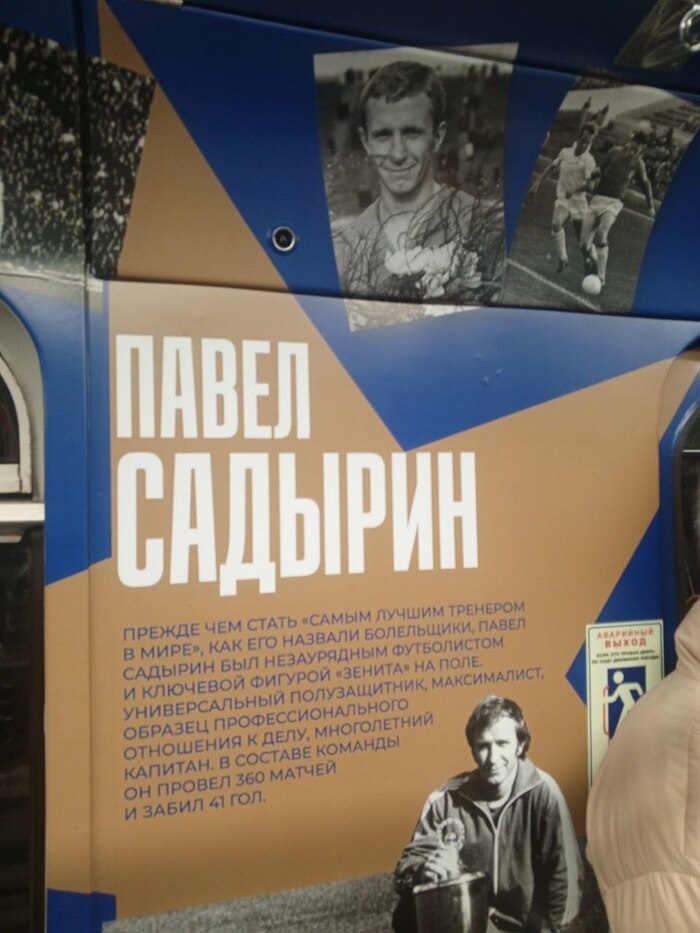 ПАВЕЛ
САДЫРИН
ПРЕЖДЕ ЧЕМ СТАТЬ «САМЫМ ЛУЧШИМ ТРЕНЕРОМ
В МИРЕ», КАК ЕГО НАЗВАЛИ БОЛЕЛЬЩИКИ, ПАВЕЛ
САДЫРИН БЫЛ НЕЗАУРЯДНЫМ ФУТБОЛИСТОМ
И КЛЮЧЕВОЙ ФИГУРОЙ «ЗЕНИТА» НА ПОЛЕ.
УНИВЕРСАЛЬНЫЙ ПОЛУЗАЩИТНИК, МАКСИМАЛИСТ,
ОБРАЗЕЦ ПРОФЕССИОНАЛЬНОГО
ОТНОШЕНИЯ К ДЕЛУ, МНОГОЛЕТНИЙ
КАПИТАН. В СОСТАВЕ КОМАНДЫ
ОН ПРОВЕЛ 360 МАТЧЕЙ
И ЗАБИЛ 41 ГОЛ.
АВАРИЙНЫЙ
ВЫХОД